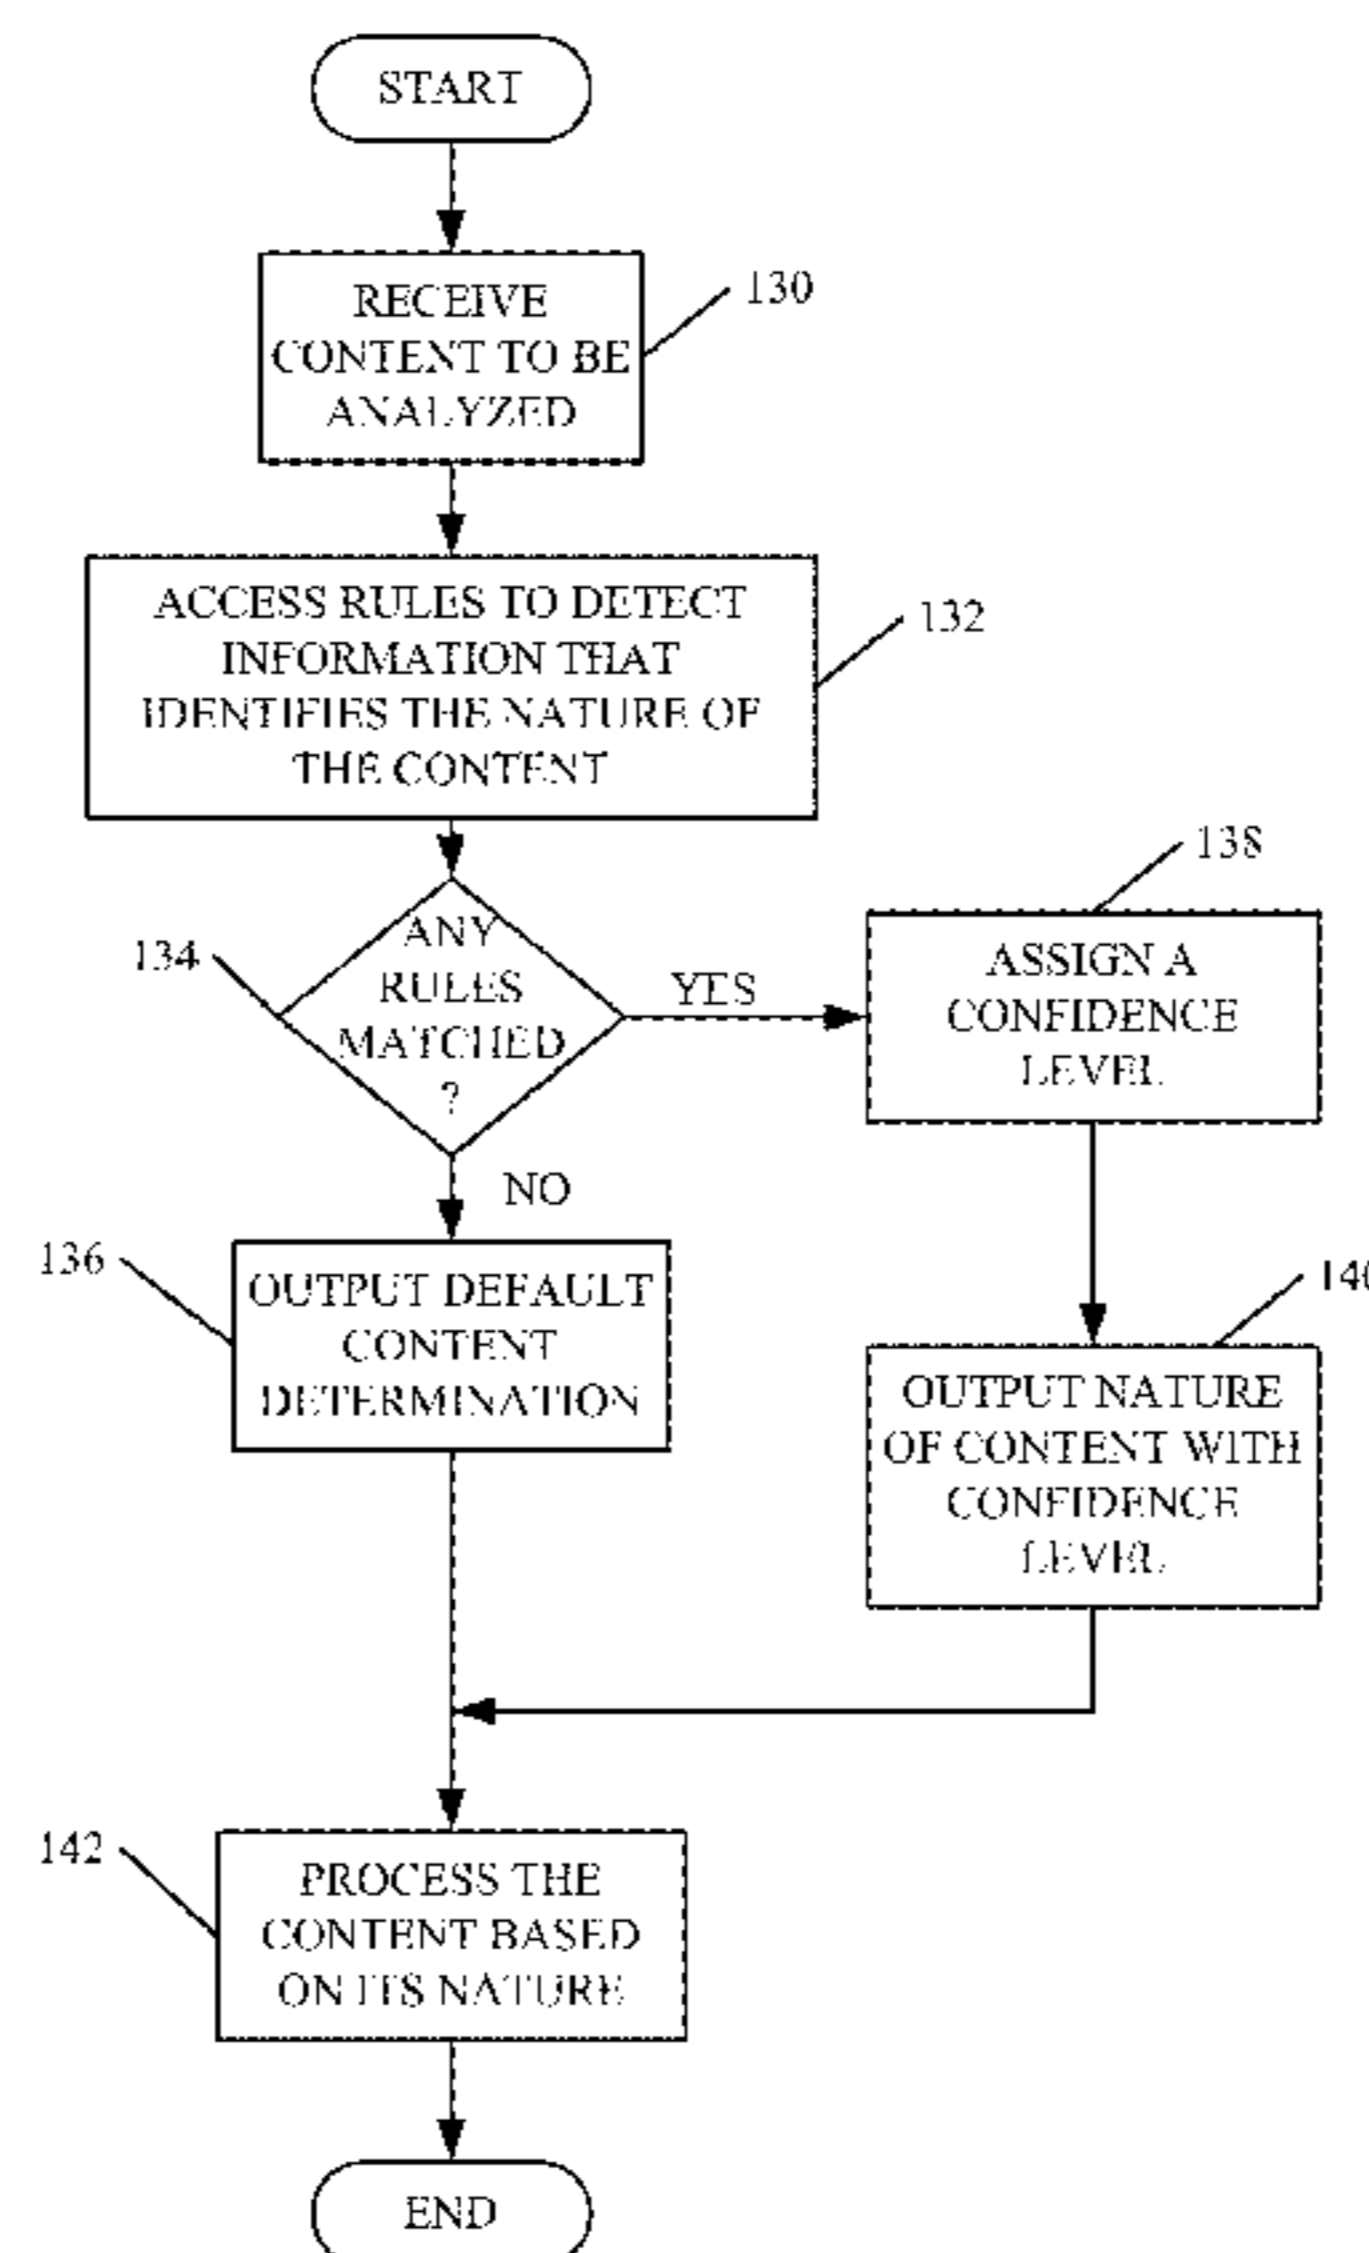 START
RECEIVE
CONTENT TO BE
ANALYZED
130
ACCESS RULES TO DETECT
INFORMATION THAT
IDENTIFIES THE NATURE OF
THE CONTENT
132
134
ANY
RULES
MATCHED
?
YES
138
ASSIGN A
CONFIDENCE
LEVEL
NO
136
OUTPUT DEFAULT
CONTENT
DETERMINATION
140
OUTPUT NATURE
OF CONTENT WITH
CONFIDENCE
LEVEL
142
PROCESS THE
CONTENT BASED
ON ITS NATURE
END